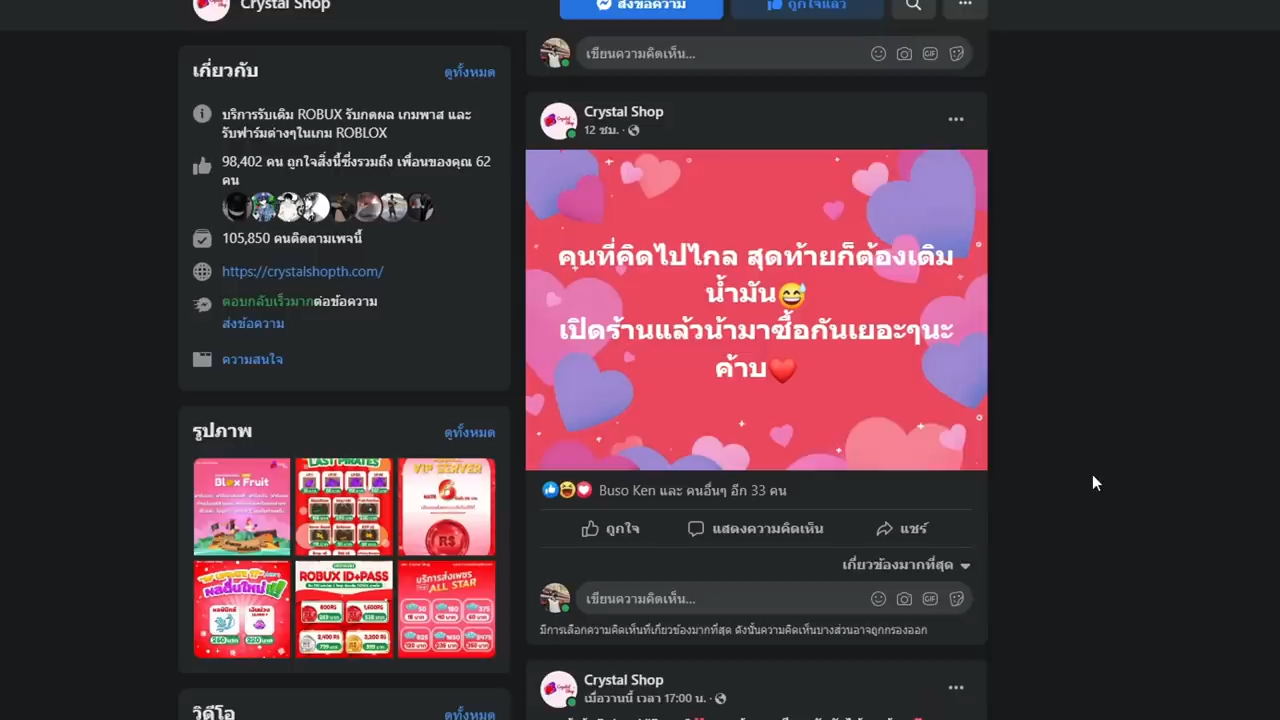 Crystal Shop
ส่งข้อความ
ถูกใจแล้ว
เกี่ยวกับ
ดูทั้งหมด
บริการรับเติม ROBUX รับกดผล เกมพาส และ
รับฟาร์มต่างๆในเกม ROBLOX
98,402 คน ถูกใจสิ่งนี้ซึ่งรวมถึง เพื่อนของคุณ 62
คน
105,850 คนติดตามเพจนี้
https://crystalshopth.com/
ตอบกลับเร็วมากต่อข้อความ
ส่งข้อความ
ความสนใจ
รูปภาพ
ดูทั้งหมด
Blox Fruit
LAST PIRATES
VIP SERVER
ROBUX ID+PASS
บริการส่งเพชร
ALL STAR
วิดีโอ
ดูทั้งหมด
เขียนความคิดเห็น...
GIF
Crystal Shop
12 ชม.
คนที่คิดไปไกล สุดท้ายก็ต้องเติม
น้ำมัน😅
เปิดร้านแล้วน้ามาซื้อกันเยอะๆนะ
ค้าบ❤️
Buso Ken และ คนอื่นๆ อีก 33 คน
ถูกใจ
แสดงความคิดเห็น
แชร์
เกี่ยวข้องมากที่สุด
เขียนความคิดเห็น...
GIF
มีการเลือกความคิดเห็นที่เกี่ยวข้องมากที่สุด ดังนั้นความคิดเห็นบางส่วนอาจถูกกรองออก
Crystal Shop
เมื่อวานนี้ เวลา 17:00 น.